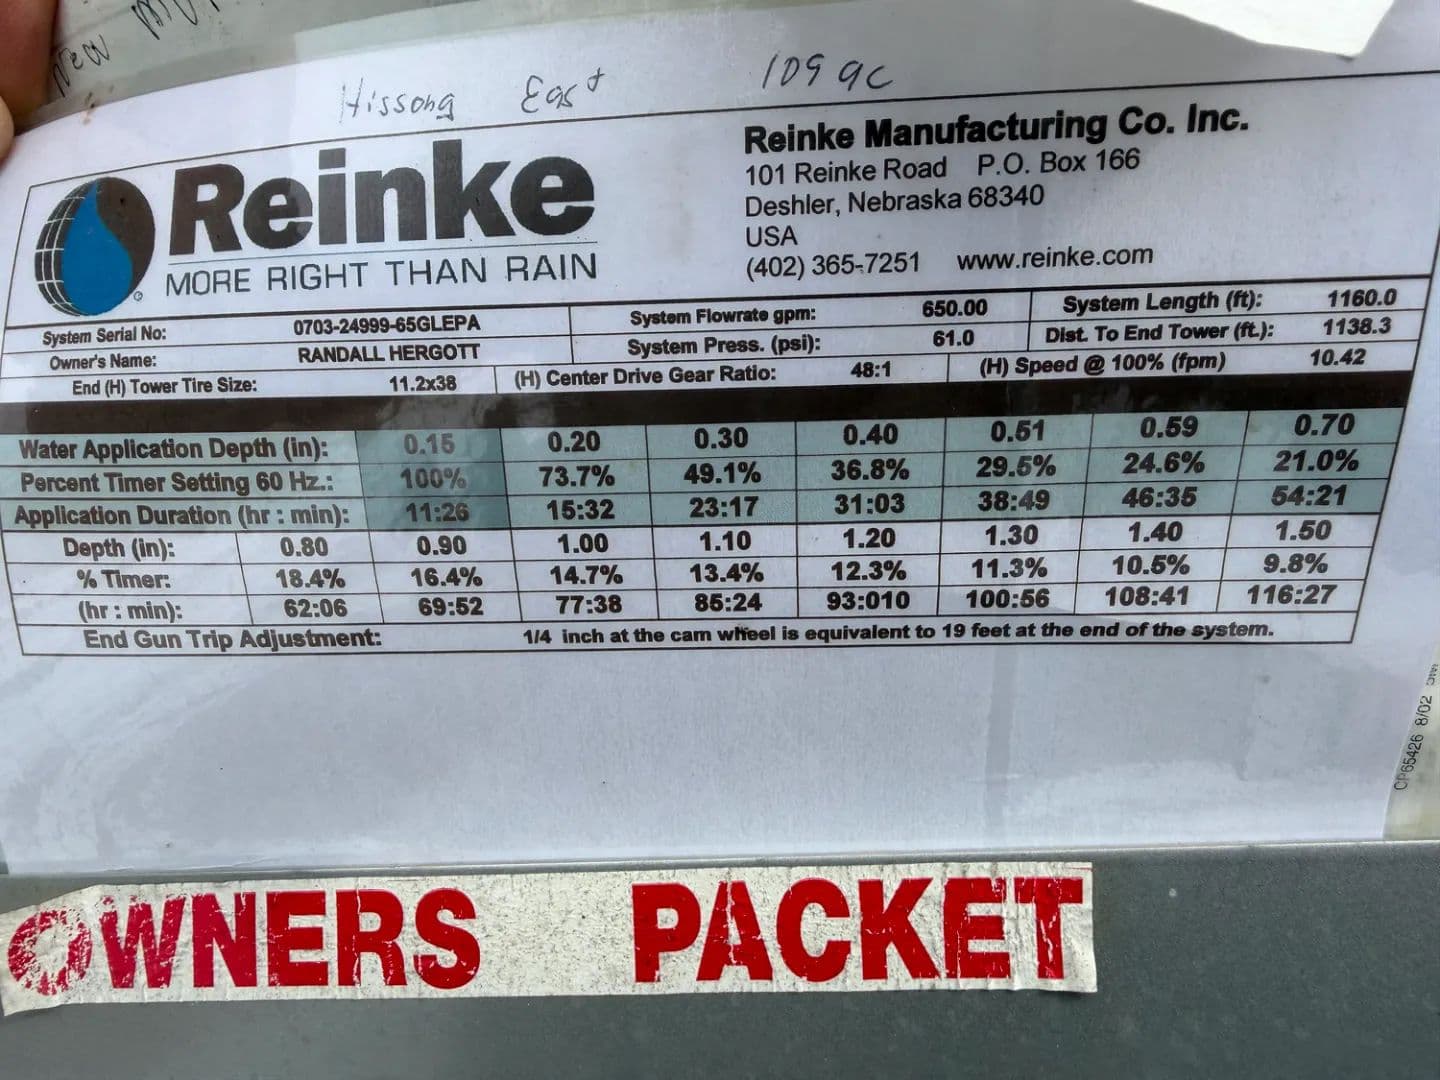 New
Hissong East 109 ac
Reinke
MORE RIGHT THAN RAIN
Reinke Manufacturing Co. Inc.
101 Reinke Road P.O. Box 166
Deshler, Nebraska 68340
USA
(402) 365-7251 www.reinke.com
System Serial No: 0703-24999-65GLEPA System Flowrate gpm: 650.00 System Length (ft): 1160.0
Owner's Name: RANDALL HERGOTT System Press. (psi): 61.0 Dist. To End Tower (ft.): 1138.3
End (H) Tower Tire Size: 11.2x38 (H) Center Drive Gear Ratio: 48:1 (H) Speed @ 100% (fpm) 10.42
Water Application Depth (in): 0.15 0.20 0.30 0.40 0.51 0.59 0.70
Percent Timer Setting 60 Hz.: 100% 73.7% 49.1% 36.8% 29.5% 24.6% 21.0%
Application Duration (hr : min): 11:26 15:32 23:17 31:03 38:49 46:35 54:21
Depth (in): 0.80 0.90 1.00 1.10 1.20 1.30 1.40 1.50
% Timer: 18.4% 16.4% 14.7% 13.4% 12.3% 11.3% 10.5% 9.8%
(hr : min): 62:06 69:52 77:38 85:24 93:010 100:56 108:41 116:27
End Gun Trip Adjustment: 1/4 inch at the cam wheel is equivalent to 19 feet at the end of the system.
CP65426 8/02
OWNERS PACKET